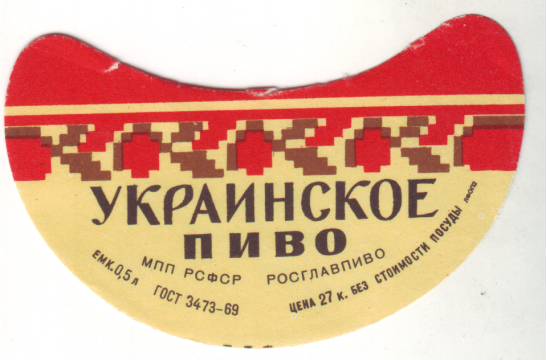 УКРАИНСКОЕ
ПИВО
МПП РСФСР РОСГЛАВПИВО
ЕМК.0,5 л ГОСТ 3473-69 ЦЕНА 27 к. БЕЗ СТОИМОСТИ ПОСУДЫ